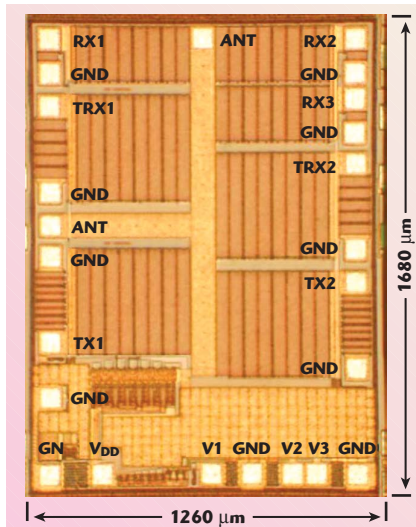 RX1 ANT RX2
GND GND
TRX1 RX3
GND
TRX2
GND
ANT
GND GND
TX2
TX1
GND
GND
GN VDD V1 GND V2 V3 GND
1680 μm
1260 μm